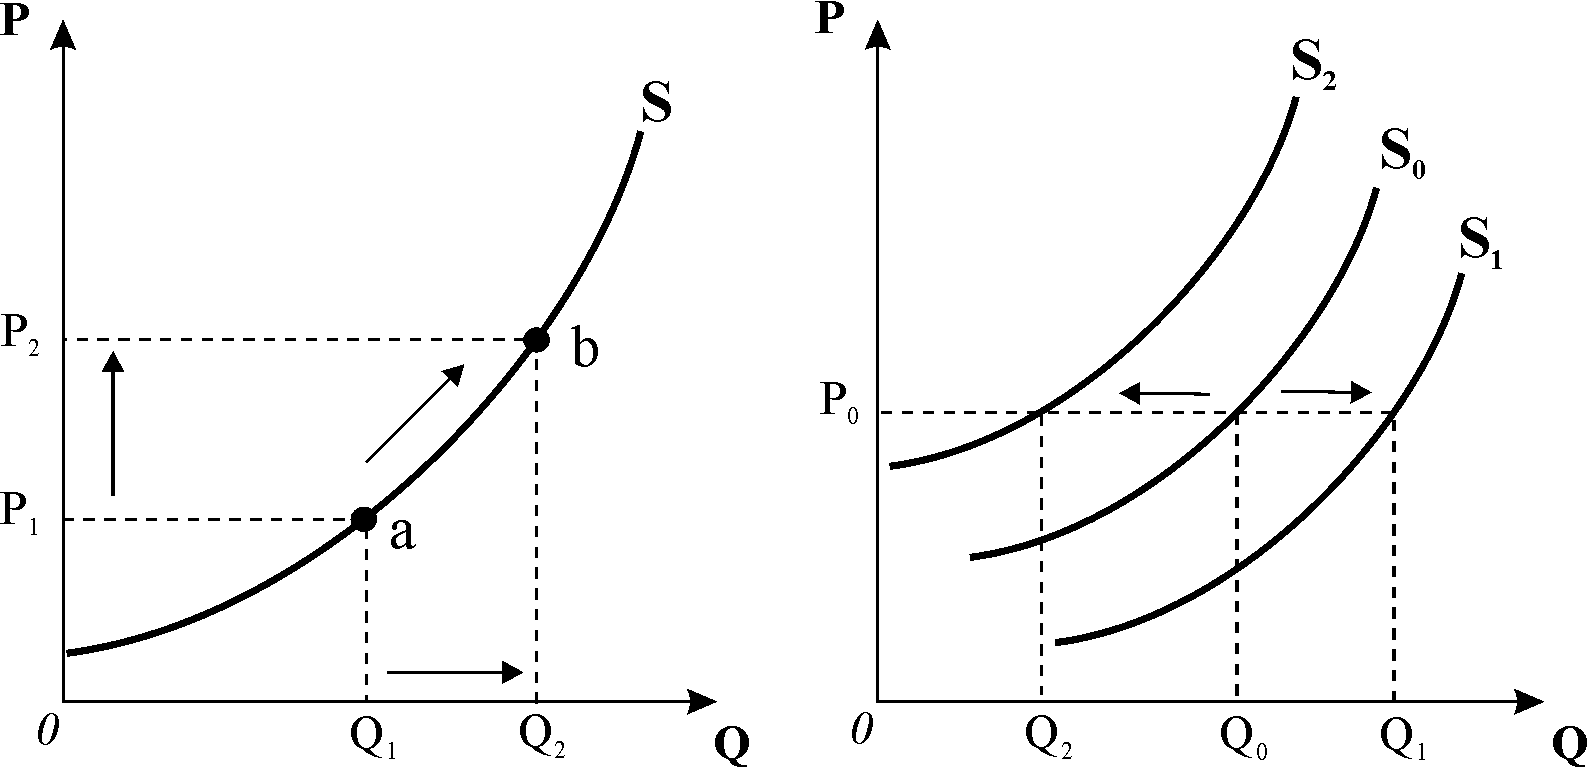 P
S
P₂
b
P₁
a
0
Q₁
Q₂
Q
P
S₂
S₀
S₁
P₀
0
Q₂
Q₀
Q₁
Q